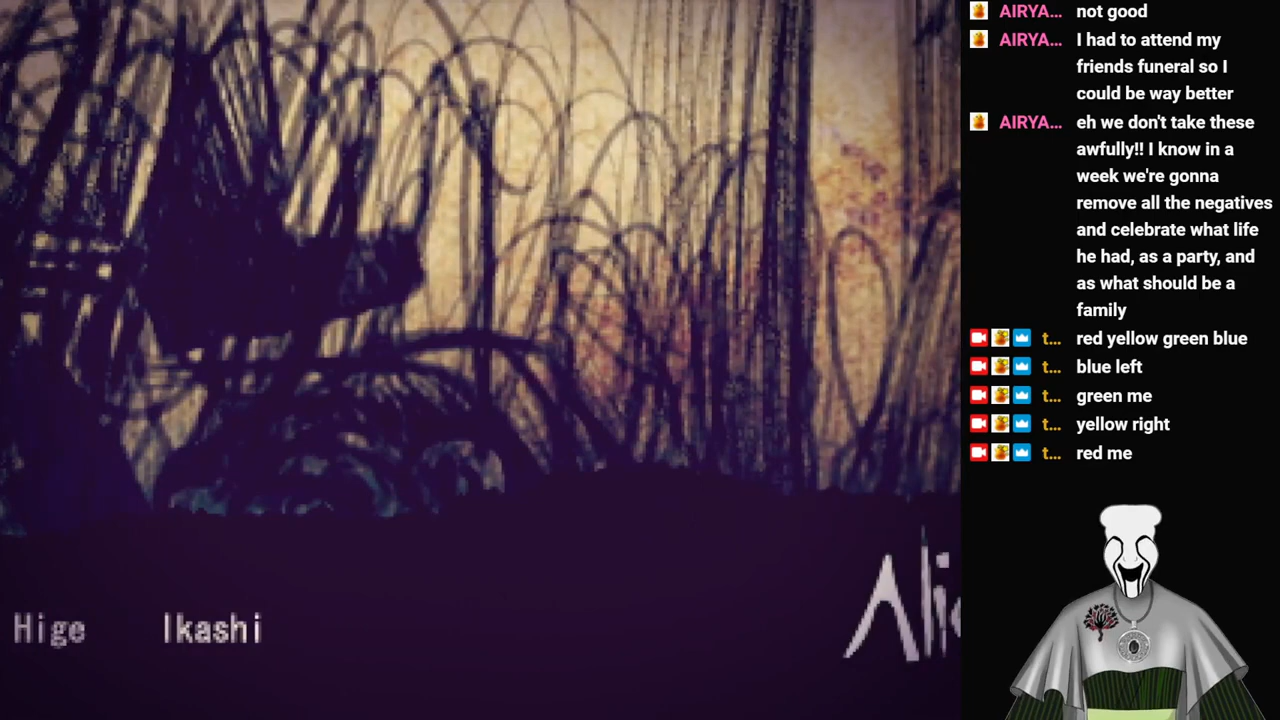 AIRYA... not good
AIRYA... I had to attend my
friends funeral so I
could be way better
AIRYA... eh we don't take these
awfully!! I know in a
week we're gonna
remove all the negatives
and celebrate what life
he had, as a party, and
as what should be a
family
t... red yellow green blue
t... blue left
t... green me
t... yellow right
t... red me
Hige Ikashi
Ali